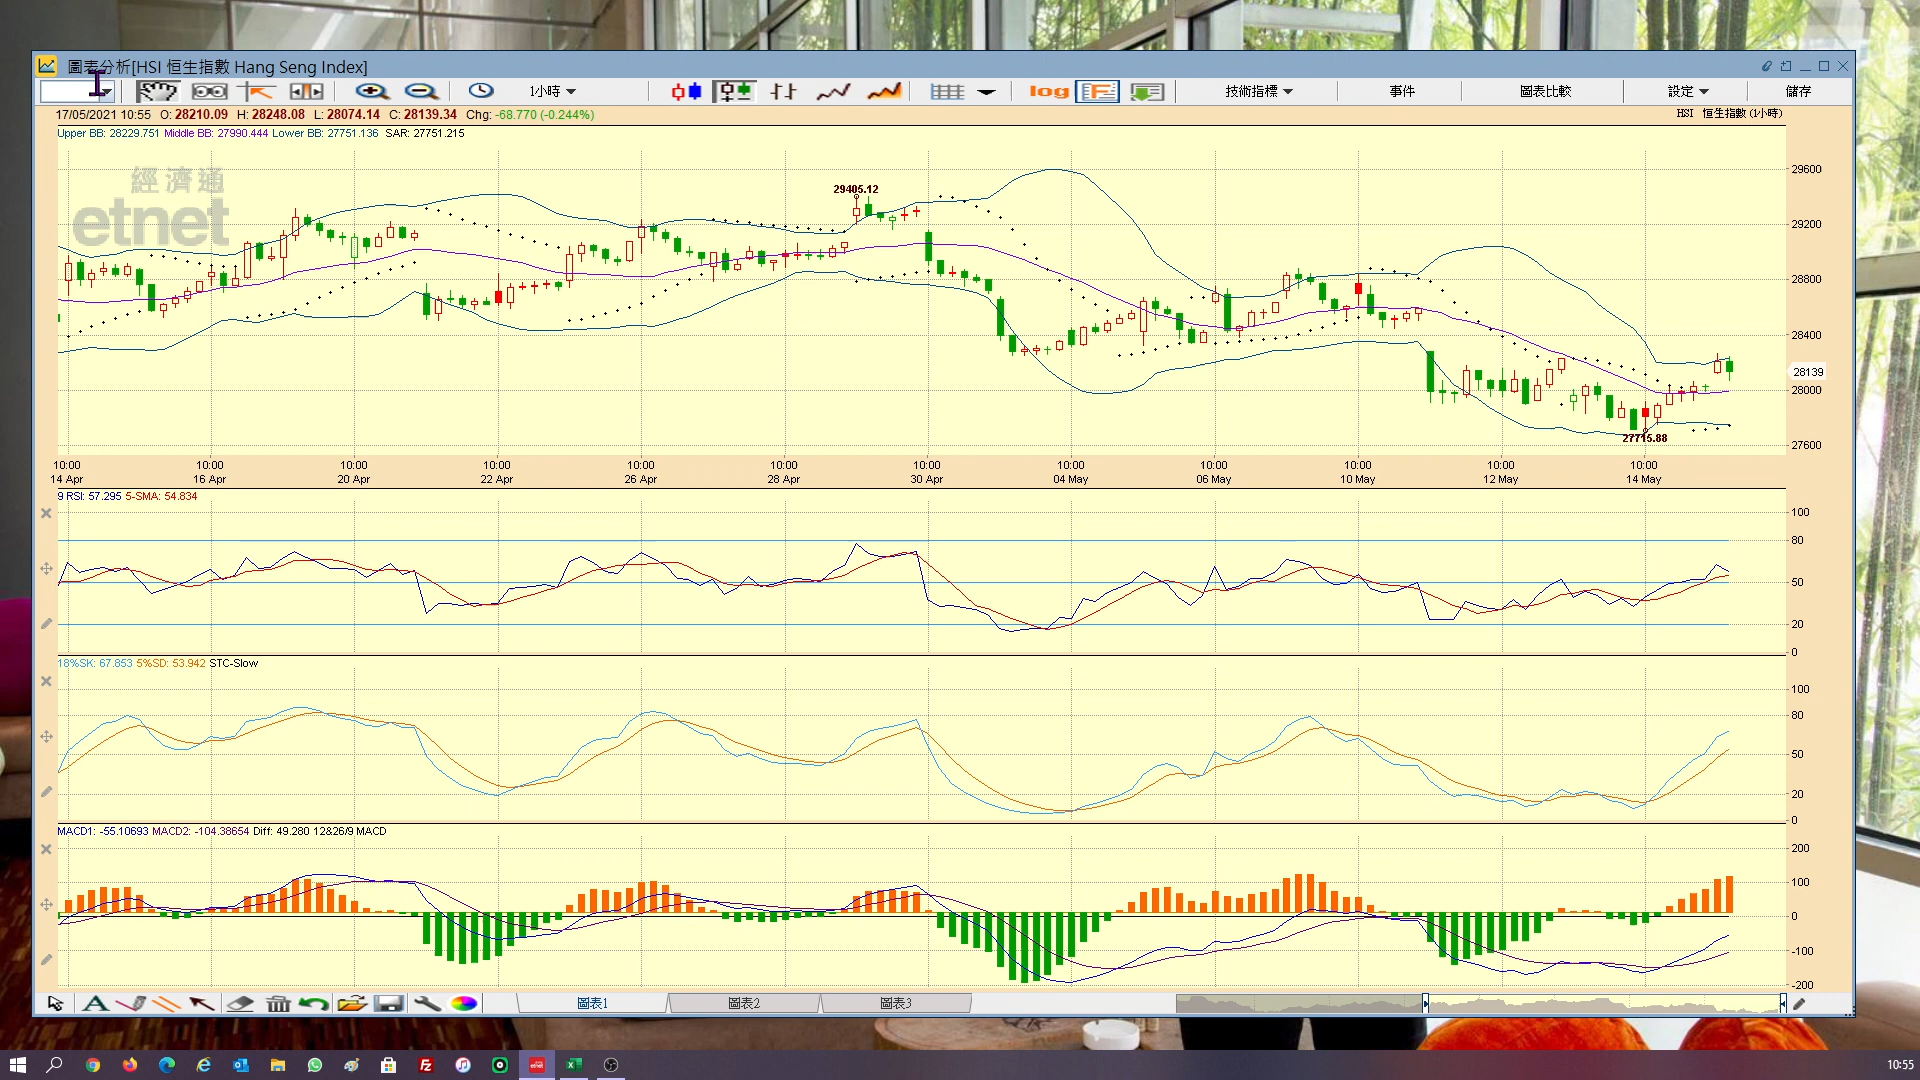 圖表分析[HSI 恒生指數 Hang Seng Index]
1小時 log 技術指標 事件 圖表比較 設定 儲存
17/05/2021 10:55 O: 28210.09 H: 28248.08 L: 28074.14 C: 28139.34 Chg: -68.770 (-0.244%) HSI 恒生指數 (1小時)
Upper BB: 28229.751 Middle BB: 27990.444 Lower BB: 27751.136 SAR: 27751.215
經濟通
etnet
29600
29405.12
29200
28800
28400
28139
28000
27715.88
27600
10:00 10:00 10:00 10:00 10:00 10:00 10:00 10:00 10:00 10:00 10:00 10:00
14 Apr 16 Apr 20 Apr 22 Apr 26 Apr 28 Apr 30 Apr 04 May 06 May 10 May 12 May 14 May
9 RSI: 57.295 5-SMA: 54.834
100
80
50
20
0
18%SK: 67.853 5%SD: 53.942 STC-Slow
100
80
50
20
0
MACD1: -55.10693 MACD2: -104.38654 Diff: 49.280 12&26/9 MACD
200
100
0
-100
-200
圖表1 圖表2 圖表3
10:55